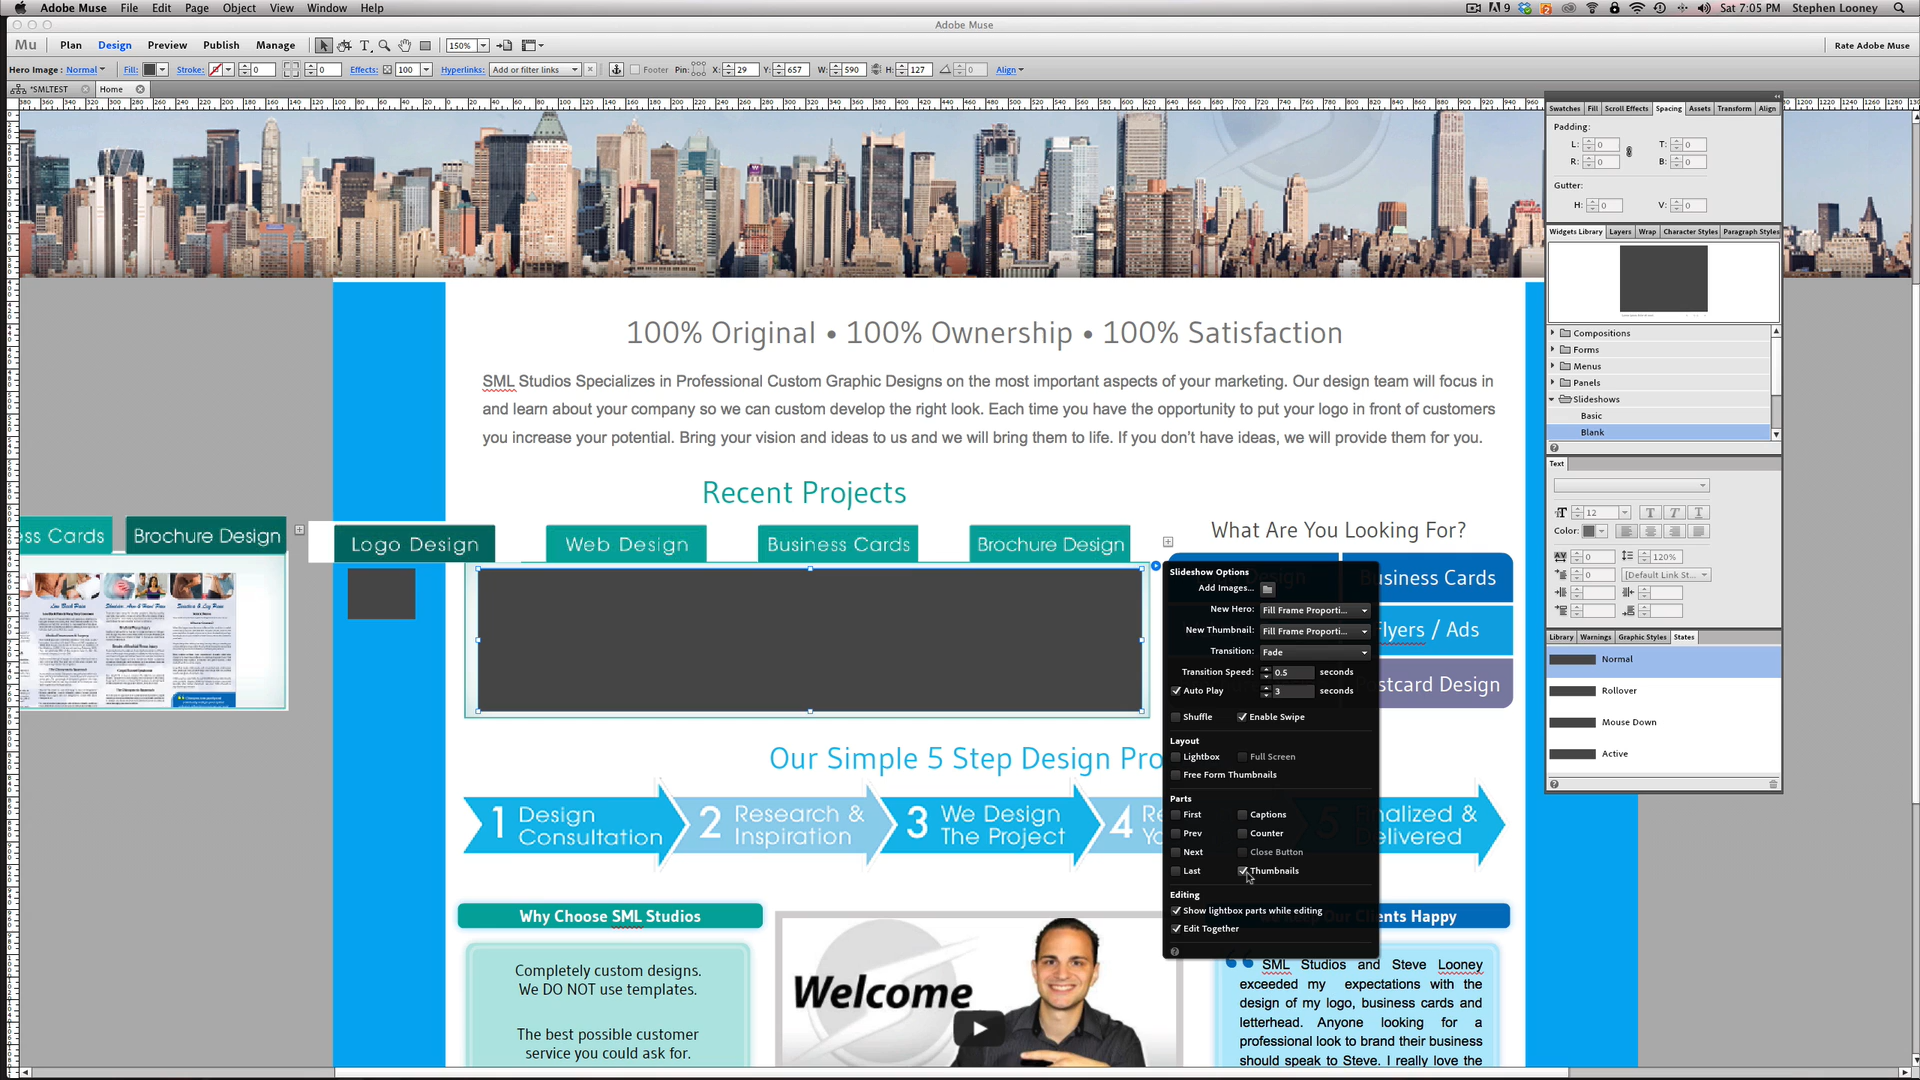 Adobe Muse File Edit Page Object View Window Help
9 Sat 7:05 PM Stephen Looney
Adobe Muse
Mu Plan Design Preview Publish Manage 150% Rate Adobe Muse
Hero Image : Normal Fill: Stroke: 0 0 Effects: 100 Hyperlinks: Add or filter links Footer Pin: X: 29 Y: 657 W: 590 H: 127 0 Align
*SMLTEST Home
Swatches Fill Scroll Effects Spacing Assets Transform Align
Padding:
L: 0 T: 0
R: 0 B: 0
Gutter:
H: 0 V: 0
Widgets Library Layers Wrap Character Styles Paragraph Styles
Compositions
Forms
Menus
Panels
Slideshows
Basic
Blank
Text
12 T T T
Color:
0 120%
0 [Default Link St...
Library Warnings Graphic Styles States
Normal
Rollover
Mouse Down
Active
100% Original • 100% Ownership • 100% Satisfaction
SML Studios Specializes in Professional Custom Graphic Designs on the most important aspects of your marketing. Our design team will focus in
and learn about your company so we can custom develop the right look. Each time you have the opportunity to put your logo in front of customers
you increase your potential. Bring your vision and ideas to us and we will bring them to life. If you don't have ideas, we will provide them for you.
Recent Projects
ss Cards Brochure Design
Logo Design Web Design Business Cards Brochure Design
What Are You Looking For?
Business Cards
Flyers / Ads
stcard Design
Slideshow Options
Add Images...
New Hero: Fill Frame Proporti...
New Thumbnail: Fill Frame Proporti...
Transition: Fade
Transition Speed: 0.5 seconds
Auto Play 3 seconds
Shuffle Enable Swipe
Layout
Lightbox Full Screen
Free Form Thumbnails
Parts
First Captions
Prev Counter
Next Close Button
Last Thumbnails
Editing
Show lightbox parts while editing
Edit Together
Our Simple 5 Step Design Pro
1 Design Consultation
2 Research & Inspiration
3 We Design The Project
4 Re Yo
5 nalized & Delivered
Why Choose SML Studios
Completely custom designs.
We DO NOT use templates.
The best possible customer
service you could ask for.
Welcome
Keep Our Clients Happy
SML Studios and Steve Looney
exceeded my expectations with the
design of my logo, business cards and
letterhead. Anyone looking for a
professional look to brand their business
should speak to Steve. I really love the